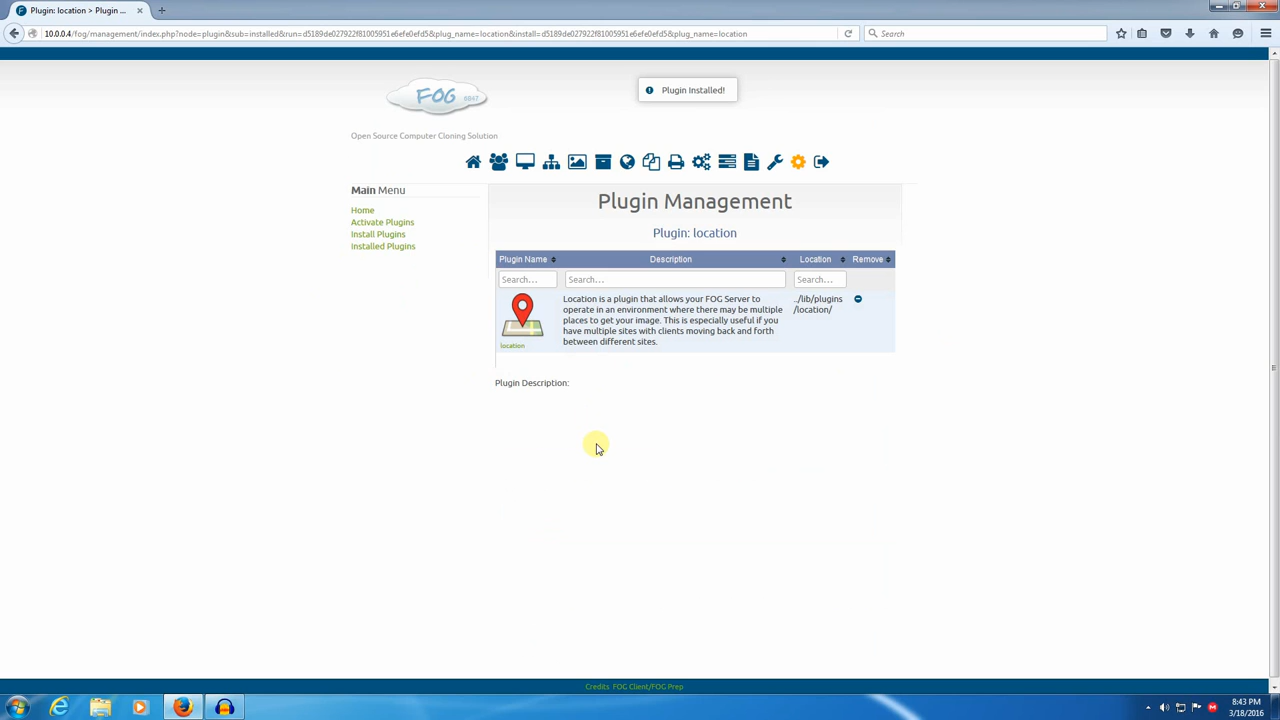 Plugin: location > Plugin ...
10.0.0.4/fog/management/index.php?node=plugin&sub=installed&run=d5189de027922f81005951e6efe0efd5&plug_name=location&install=d5189de027922f81005951e6efe0efd5&plug_name=location
Search
FOG 6847
Plugin Installed!
Open Source Computer Cloning Solution
Main Menu
Home
Activate Plugins
Install Plugins
Installed Plugins
Plugin Management
Plugin: location
Plugin Name Description Location Remove
Search... Search... Search...
Location is a plugin that allows your FOG Server to
operate in an environment where there may be multiple
places to get your image. This is especially useful if you
have multiple sites with clients moving back and forth
between different sites.
../lib/plugins
/location/
location
Plugin Description:
Credits FOG Client/FOG Prep
8:43 PM
3/18/2016